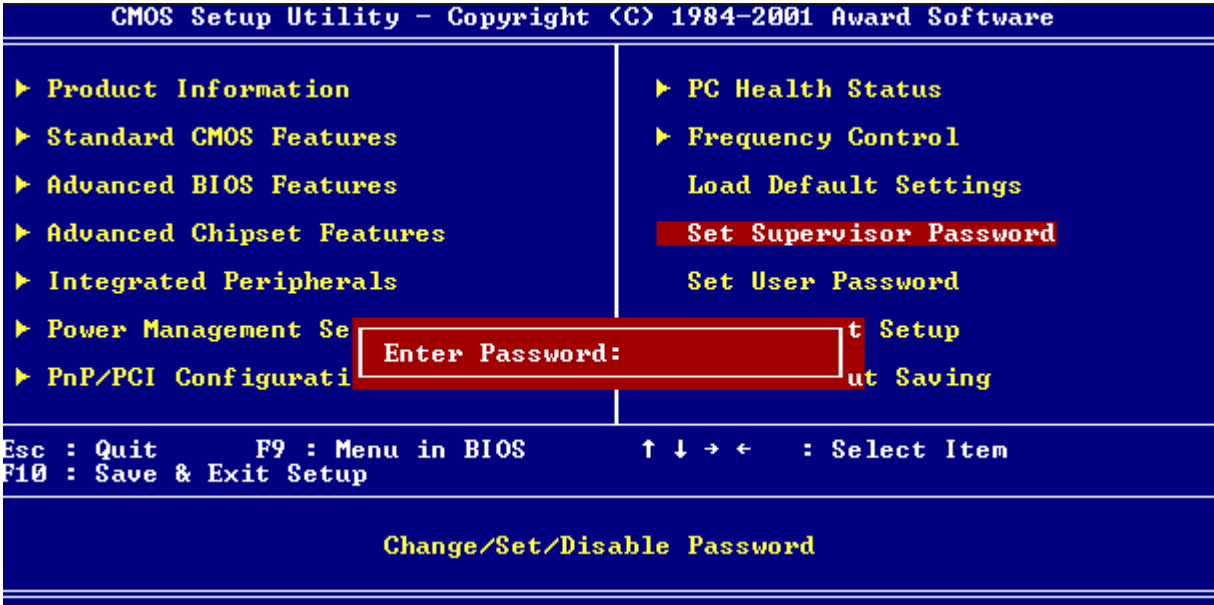 CMOS Setup Utility - Copyright (C) 1984-2001 Award Software
▶ Product Information
▶ Standard CMOS Features
▶ Advanced BIOS Features
▶ Advanced Chipset Features
▶ Integrated Peripherals
▶ Power Management Se
▶ PnP/PCI Configurati
▶ PC Health Status
▶ Frequency Control
Load Default Settings
Set Supervisor Password
Set User Password
t Setup
ut Saving
Enter Password:
Esc : Quit F9 : Menu in BIOS ↑ ↓ → ← : Select Item
F10 : Save & Exit Setup
Change/Set/Disable Password